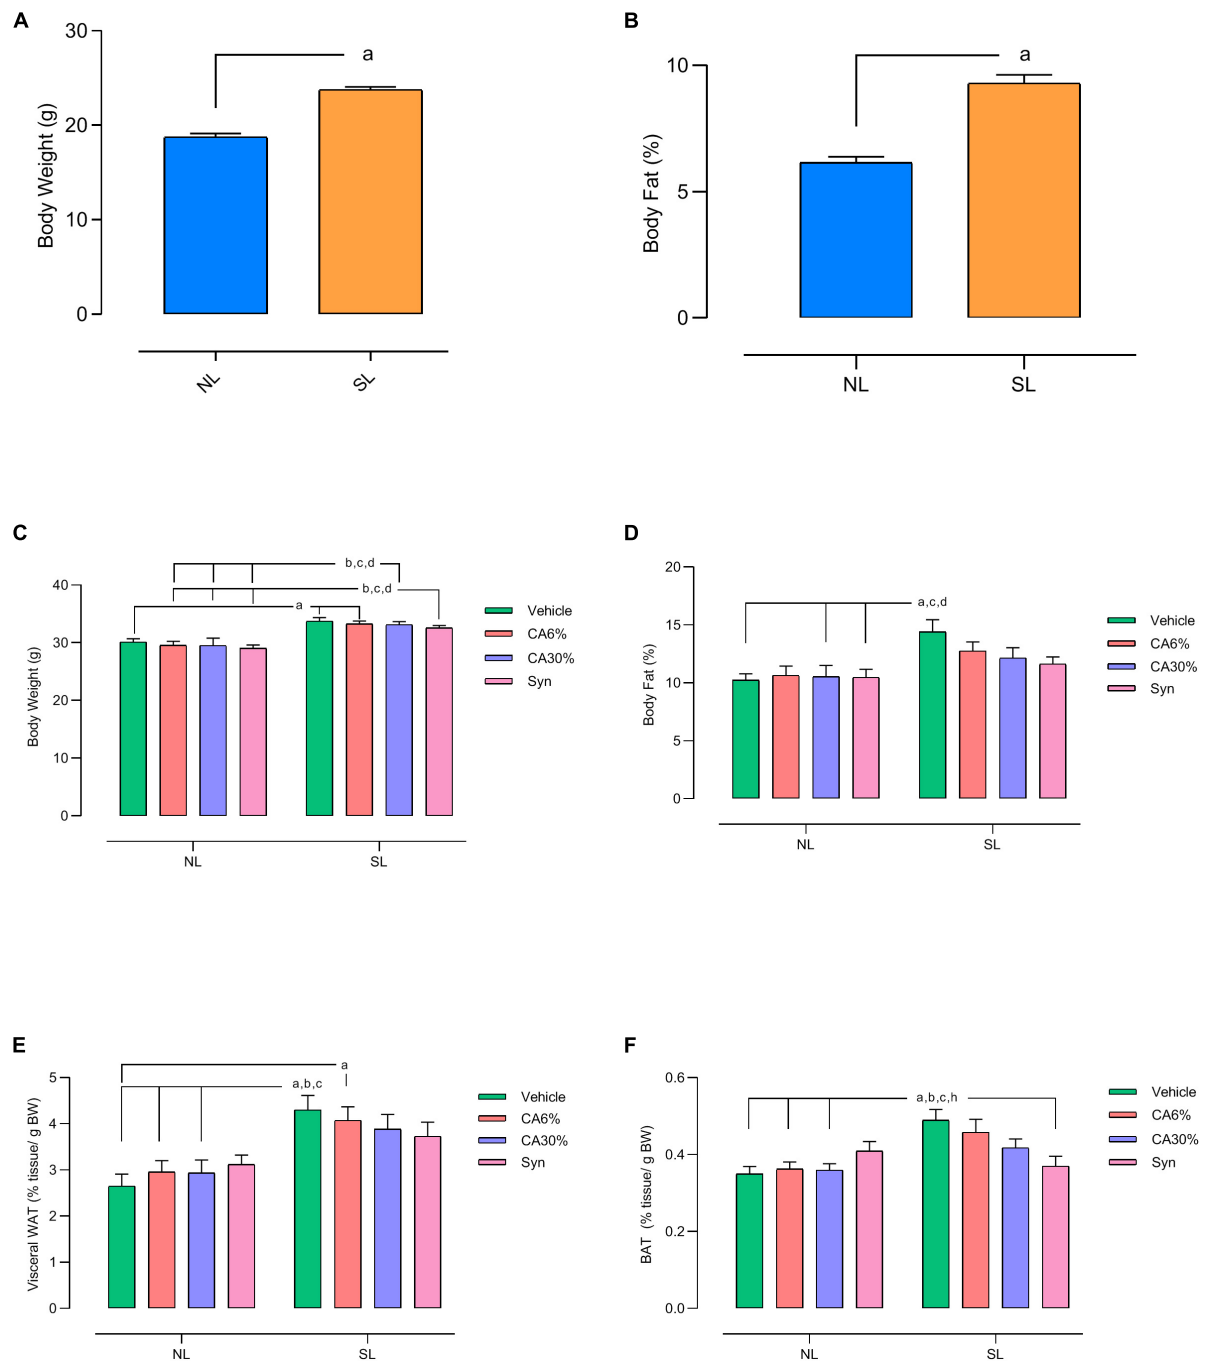 A
30
20
10
0
Body Weight (g)
a
NL
SL
B
10
5
0
Body Fat (%)
a
NL
SL
C
40
30
20
10
0
Body Weight (g)
b,c,d
b,c,d
a
NL
SL
Vehicle
CA6%
CA30%
Syn
D
20
15
10
5
0
Body Fat (%)
a,c,d
NL
SL
Vehicle
CA6%
CA30%
Syn
E
5
4
3
2
1
0
Visceral WAT (% tissue/ g BW)
a
a,b,c
NL
SL
Vehicle
CA6%
CA30%
Syn
F
0.6
0.4
0.2
0.0
BAT (% tissue/ g BW)
a,b,c,h
NL
SL
Vehicle
CA6%
CA30%
Syn